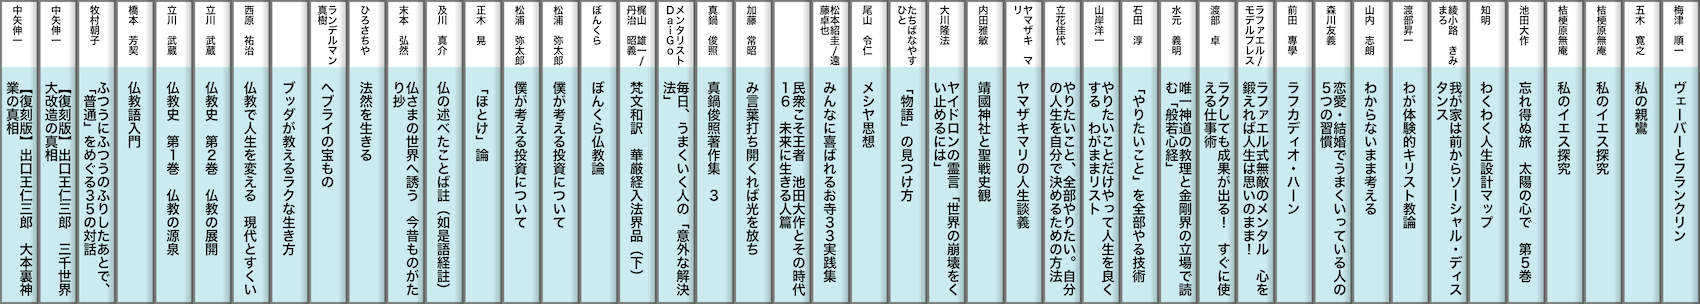 梅津　順一
ヴェーバーとフランクリン
五木　寛之
私の親鸞
桔梗原無庵
私のイエス探究
桔梗原無庵
私のイエス探究
池田大作
忘れ得ぬ旅　太陽の心で　第５巻
知明
わくわく人生設計マップ
綾小路　きみ
まろ
我が家は前からソーシャル・ディス
タンス
渡部昇一
わが体験的キリスト教論
山内　志朗
わからないまま考える
森川友義
恋愛・結婚でうまくいっている人の
５つの習慣
前田　專學
ラフカディオ・ハーン
ラファエル/
モデルプレス
ラファエル式無敵のメンタル　心を
鍛えれば人生は思いのまま！
渡部　卓
ラクしても成果が出る！　すぐに使
える仕事術
水元　義明
唯一神道の教理と金剛界の立場で読
む「般若心経」
石田　淳
「やりたいこと」を全部やる技術
山岸洋一
やりたいことだけやって人生を良く
する　わがままリスト
立花佳代
やりたいこと、全部やりたい。自分
の人生を自分で決めるための方法
ヤマザキ　マ
リ
ヤマザキマリの人生談義
内田雅敏
靖國神社と聖戦史観
大川隆法
ヤイドロンの霊言「世界の崩壊をく
い止めるには」
たちばなやす
ひと
「物語」の見つけ方
尾山　令仁
メシヤ思想
松本紹圭/遠
藤卓也
みんなに喜ばれるお寺３３実践集
民衆こそ王者　池田大作とその時代
１６　未来に生きる人篇
加藤　常昭
み言葉打ち開くれば光を放ち
真鍋　俊照
真鍋俊照著作集　３
メンタリスト
ＤａｉＧｏ
毎日、うまくいく人の「意外な解決
法」
梶山　雄一/
丹治　昭義
梵文和訳　華厳経入法界品（下）
ぼんくら
ぼんくら仏教論
松浦　弥太郎
僕が考える投資について
松浦　弥太郎
僕が考える投資について
正木　晃
「ほとけ」論
及川　真介
仏の述べたことば註（如是語経註）
末本　弘然
仏さまの世界へ誘う　今昔ものがた
り抄
ひろさちや
法然を生きる
ランデルマン
真樹
ヘブライの宝もの
ブッダが教えるラクな生き方
西原　祐治
仏教で人生を変える　現代とすくい
立川　武蔵
仏教史　第２巻　仏教の展開
立川　武蔵
仏教史　第１巻　仏教の源泉
橋本　芳契
仏教語入門
牧村朝子
ふつうにふつうのふりしたあとで、
「普通」をめぐる３５の対話
中矢伸一
【復刻版】出口王仁三郎　三千世界
大改造の真相
中矢伸一
【復刻版】出口王仁三郎　大本裏神
業の真相